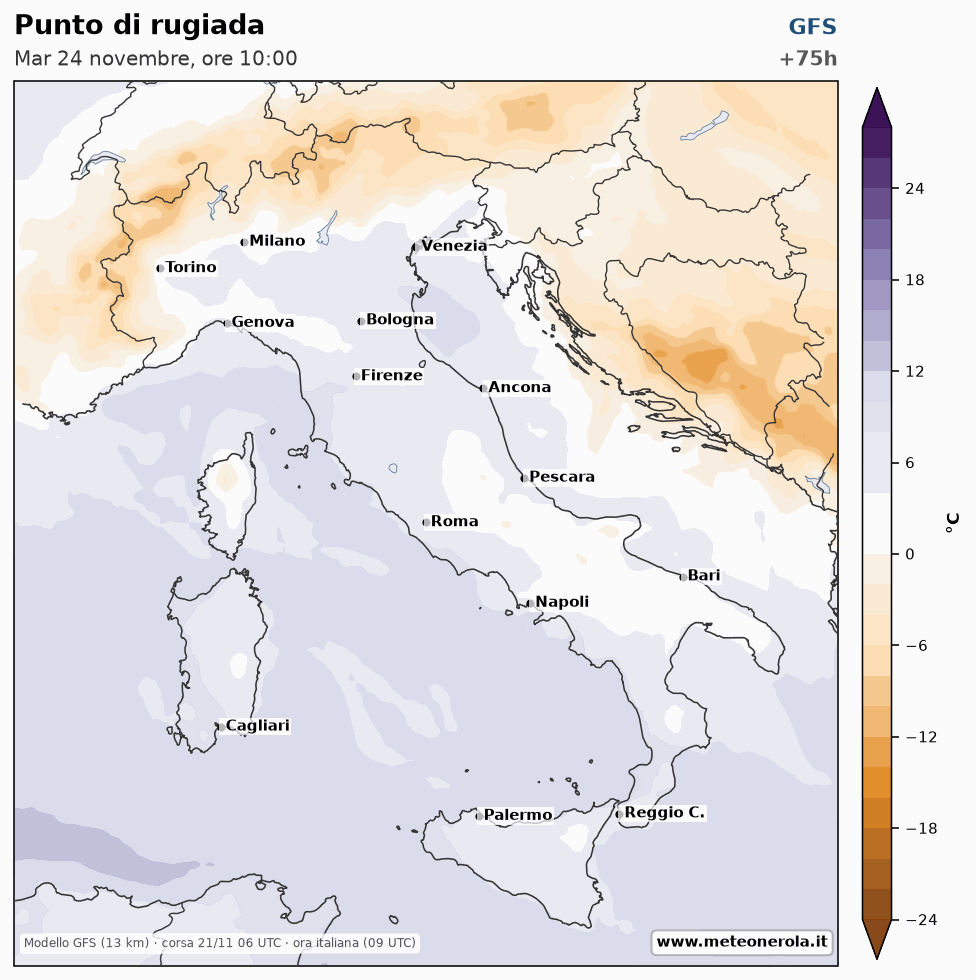 Punto di rugiada
GFS
Mar 24 novembre, ore 10:00
+75h
Milano
Venezia
Torino
Genova
Bologna
Firenze
Ancona
Pescara
Roma
Bari
Napoli
Cagliari
Palermo
Reggio C.
24
18
12
6
0
−6
−12
−18
−24
°C
Modello GFS (13 km) · corsa 21/11 06 UTC · ora italiana (09 UTC)
www.meteonerola.it